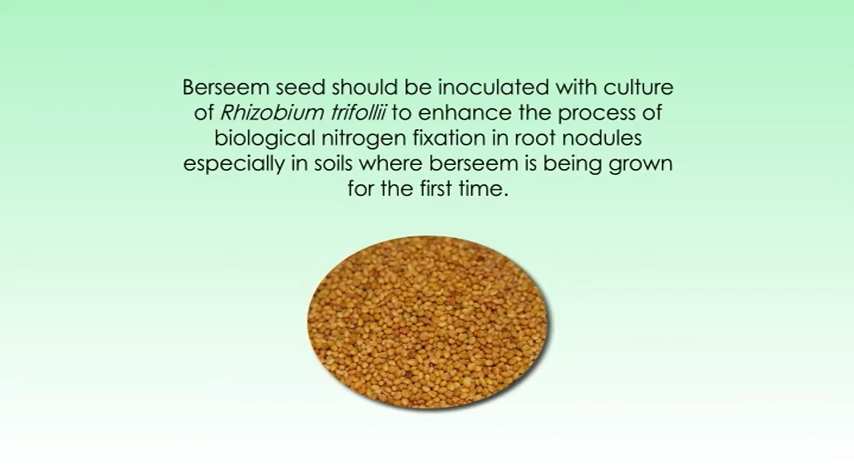 Berseem seed should be inoculated with culture
of Rhizobium trifollii to enhance the process of
biological nitrogen fixation in root nodules
especially in soils where berseem is being grown
for the first time.